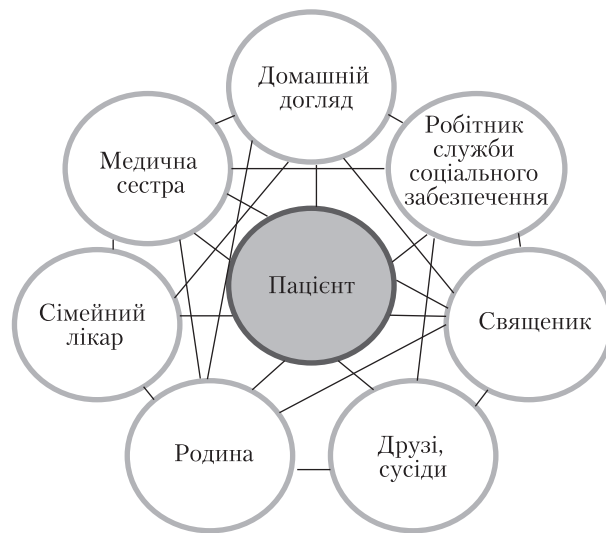 Домашній
догляд
Робітник
служби
соціального
забезпечення
Медична
сестра
Пацієнт
Сімейний
лікар
Священик
Родина
Друзі,
сусіди